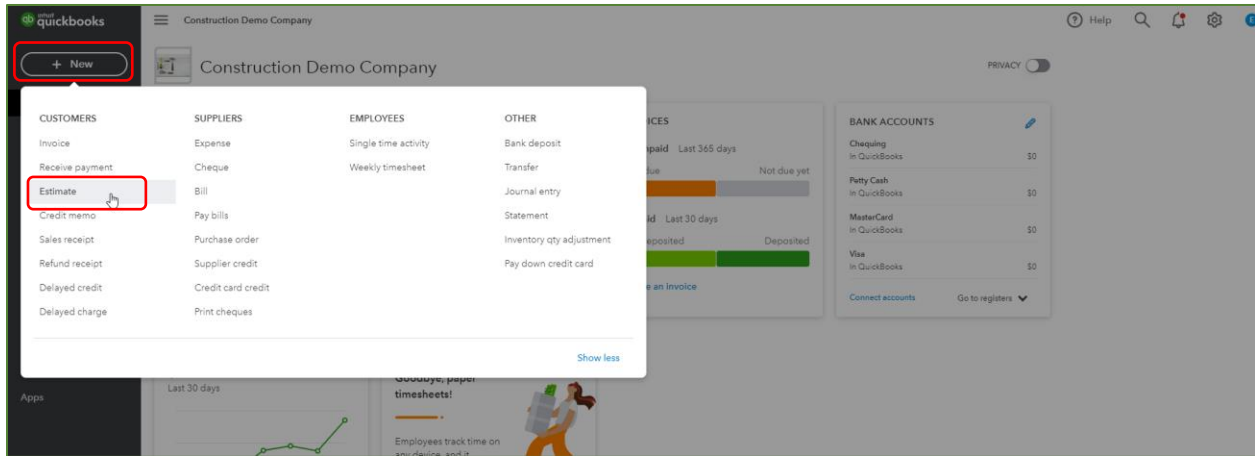 intuit quickbooks
Construction Demo Company
Help
+ New
Construction Demo Company
PRIVACY
CUSTOMERS
Invoice
Receive payment
Estimate
Credit memo
Sales receipt
Refund receipt
Delayed credit
Delayed charge
SUPPLIERS
Expense
Cheque
Bill
Pay bills
Purchase order
Supplier credit
Credit card credit
Print cheques
EMPLOYEES
Single time activity
Weekly timesheet
OTHER
Bank deposit
Transfer
Journal entry
Statement
Inventory qty adjustment
Pay down credit card
Show less
ICES
Last 365 days
Not due yet
Last 30 days
Deposited
e an invoice
BANK ACCOUNTS
Chequing
In QuickBooks $0
Petty Cash
In QuickBooks $0
MasterCard
In QuickBooks $0
Visa
In QuickBooks $0
Connect accounts Go to registers
Apps
Last 30 days
Goodbye, paper
timesheets!
Employees track time on
any device, and it